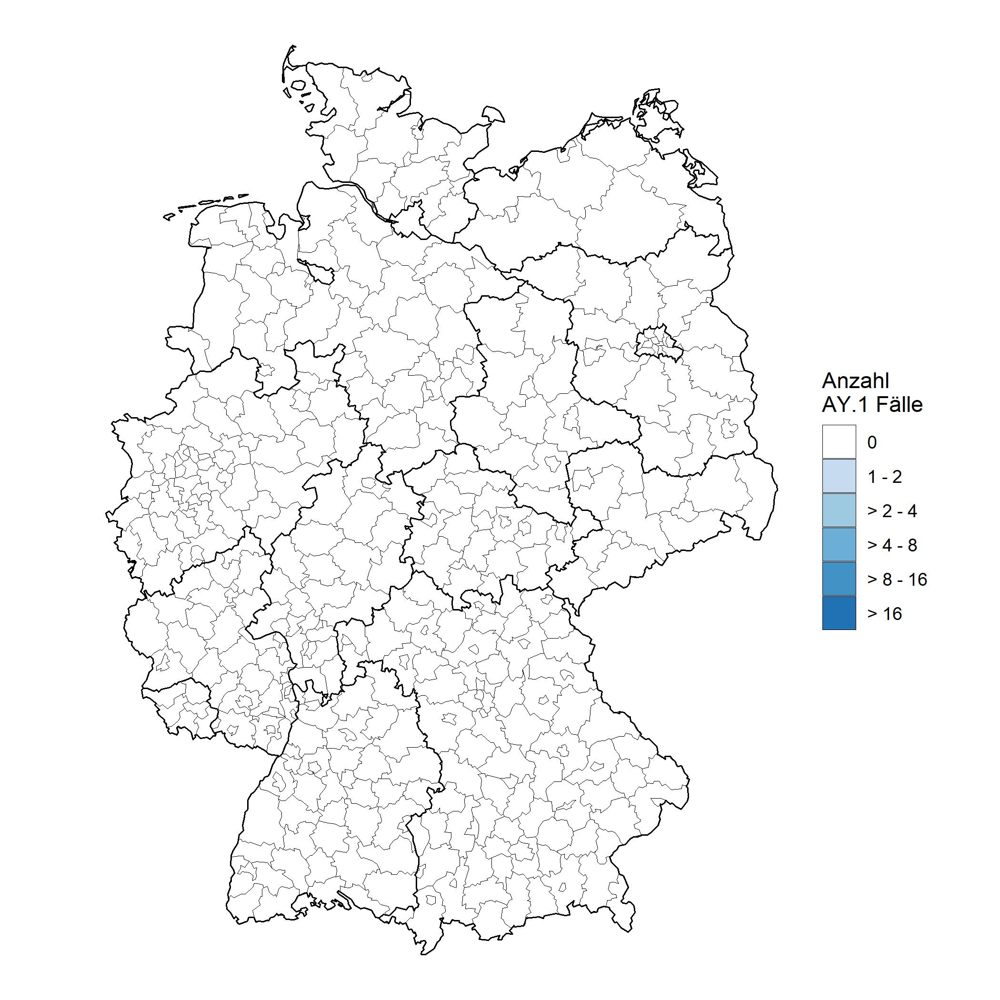 Anzahl
AY.1 Fälle
0
1 - 2
> 2 - 4
> 4 - 8
> 8 - 16
> 16